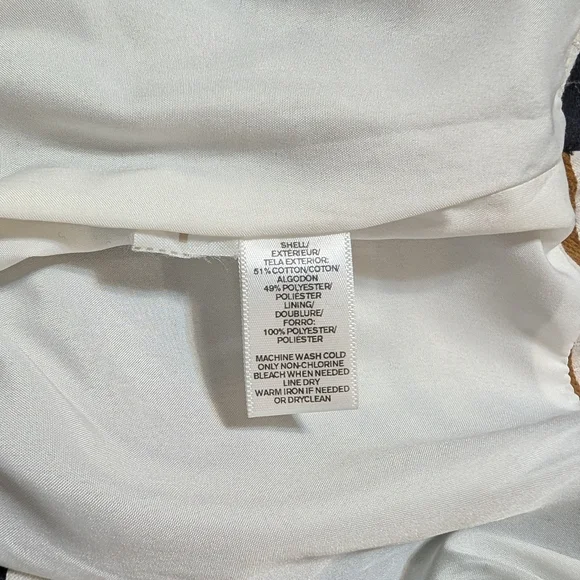 SHELL/
EXTERIEUR/
TELA EXTERIOR:
51% COTTON/COTON/
ALGODON
49% POLYESTER/
POLIESTER
LINING/
DOUBLURE/
FORRO:
100% POLYESTER/
POLIESTER
MACHINE WASH COLD
ONLY NON-CHLORINE
BLEACH WHEN NEEDED
LINE DRY
WARM IRON IF NEEDED
OR DRYCLEAN